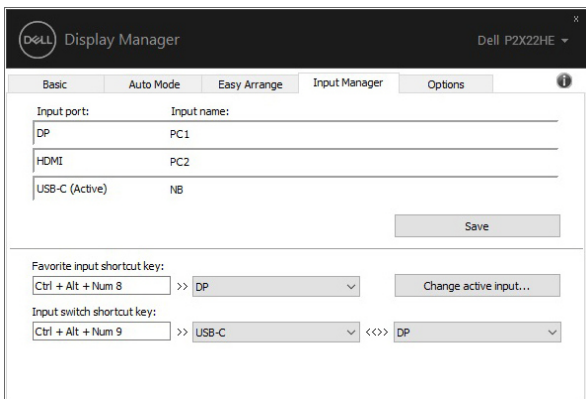 DELL Display Manager Dell P2X22HE
x
Basic Auto Mode Easy Arrange Input Manager Options i
Input port: Input name:
DP PC1
HDMI PC2
USB-C (Active) NB
Save
Favorite input shortcut key:
Ctrl + Alt + Num 8 >> DP Change active input...
Input switch shortcut key:
Ctrl + Alt + Num 9 >> USB-C <<>> DP